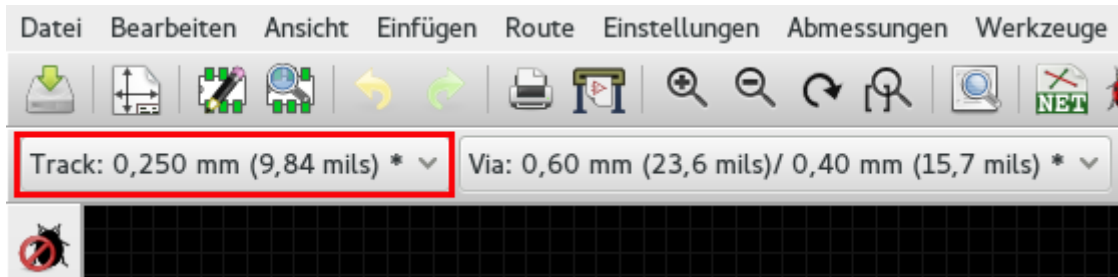 Datei Bearbeiten Ansicht Einfügen Route Einstellungen Abmessungen Werkzeuge
NET
Track: 0,250 mm (9,84 mils) * Via: 0,60 mm (23,6 mils)/ 0,40 mm (15,7 mils) *